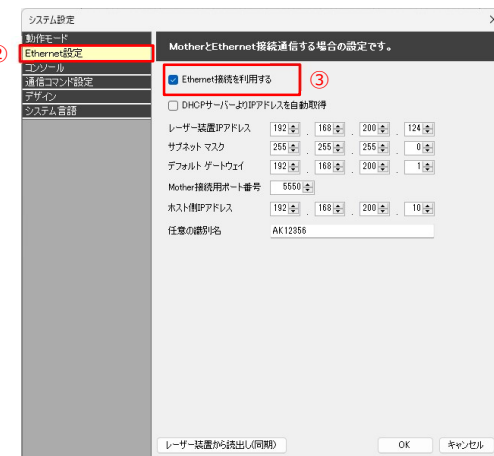 システム設定
動作モード
② Ethernet設定
コンソール
通信コマンド設定
デザイン
システム言語
MotherとEthernet接続通信する場合の設定です。
Ethernet接続を利用する ③
DHCPサーバーよりIPアドレスを自動取得
レーザー装置IPアドレス 192 . 168 . 200 . 124
サブネット マスク 255 . 255 . 255 . 0
デフォルト ゲートウェイ 192 . 168 . 200 . 1
Mother接続用ポート番号 5550
ホスト側IPアドレス 192 . 168 . 200 . 10
任意の識別名 AK12356
レーザー装置から読出し(同期) OK キャンセル